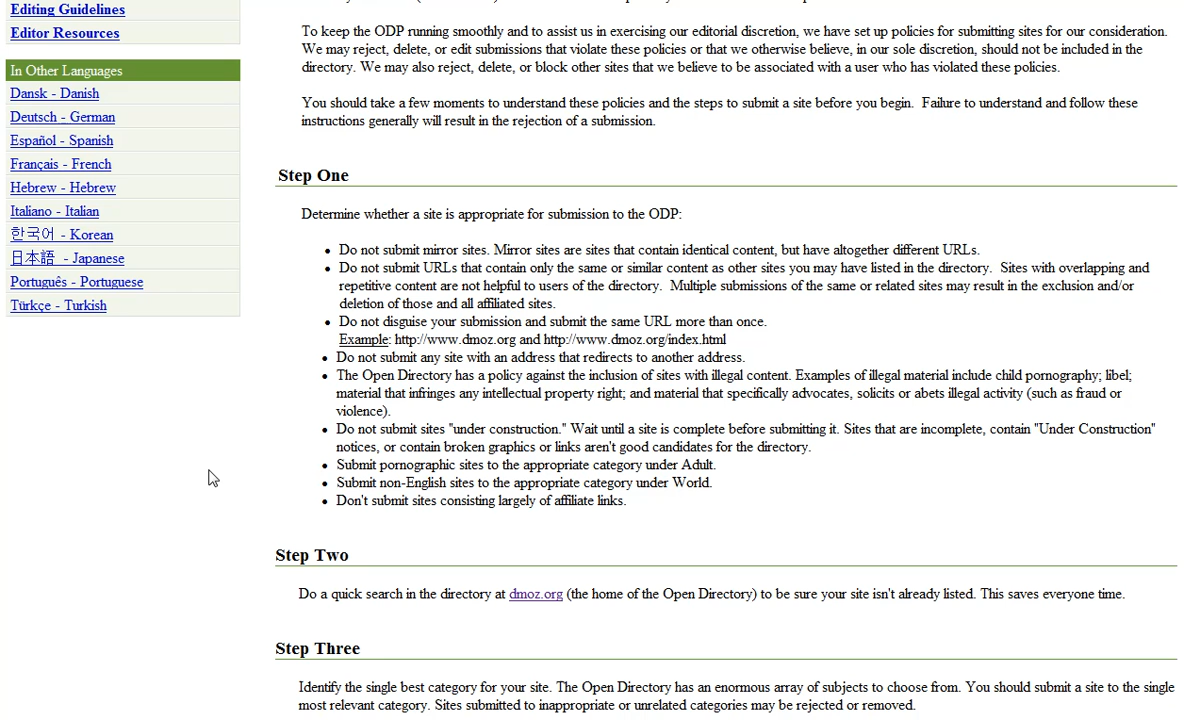 Editing Guidelines
Editor Resources
In Other Languages
Dansk - Danish
Deutsch - German
Español - Spanish
Français - French
Hebrew - Hebrew
Italiano - Italian
한국어 - Korean
日本語 - Japanese
Português - Portuguese
Türkçe - Turkish
To keep the ODP running smoothly and to assist us in exercising our editorial discretion, we have set up policies for submitting sites for our consideration.
We may reject, delete, or edit submissions that violate these policies or that we otherwise believe, in our sole discretion, should not be included in the
directory. We may also reject, delete, or block other sites that we believe to be associated with a user who has violated these policies.
You should take a few moments to understand these policies and the steps to submit a site before you begin. Failure to understand and follow these
instructions generally will result in the rejection of a submission.
Step One
Determine whether a site is appropriate for submission to the ODP:
• Do not submit mirror sites. Mirror sites are sites that contain identical content, but have altogether different URLs.
• Do not submit URLs that contain only the same or similar content as other sites you may have listed in the directory. Sites with overlapping and
repetitive content are not helpful to users of the directory. Multiple submissions of the same or related sites may result in the exclusion and/or
deletion of those and all affiliated sites.
• Do not disguise your submission and submit the same URL more than once.
Example: http://www.dmoz.org and http://www.dmoz.org/index.html
• Do not submit any site with an address that redirects to another address.
• The Open Directory has a policy against the inclusion of sites with illegal content. Examples of illegal material include child pornography; libel;
material that infringes any intellectual property right; and material that specifically advocates, solicits or abets illegal activity (such as fraud or
violence).
• Do not submit sites "under construction." Wait until a site is complete before submitting it. Sites that are incomplete, contain "Under Construction"
notices, or contain broken graphics or links aren't good candidates for the directory.
• Submit pornographic sites to the appropriate category under Adult.
• Submit non-English sites to the appropriate category under World.
• Don't submit sites consisting largely of affiliate links.
Step Two
Do a quick search in the directory at dmoz.org (the home of the Open Directory) to be sure your site isn't already listed. This saves everyone time.
Step Three
Identify the single best category for your site. The Open Directory has an enormous array of subjects to choose from. You should submit a site to the single
most relevant category. Sites submitted to inappropriate or unrelated categories may be rejected or removed.